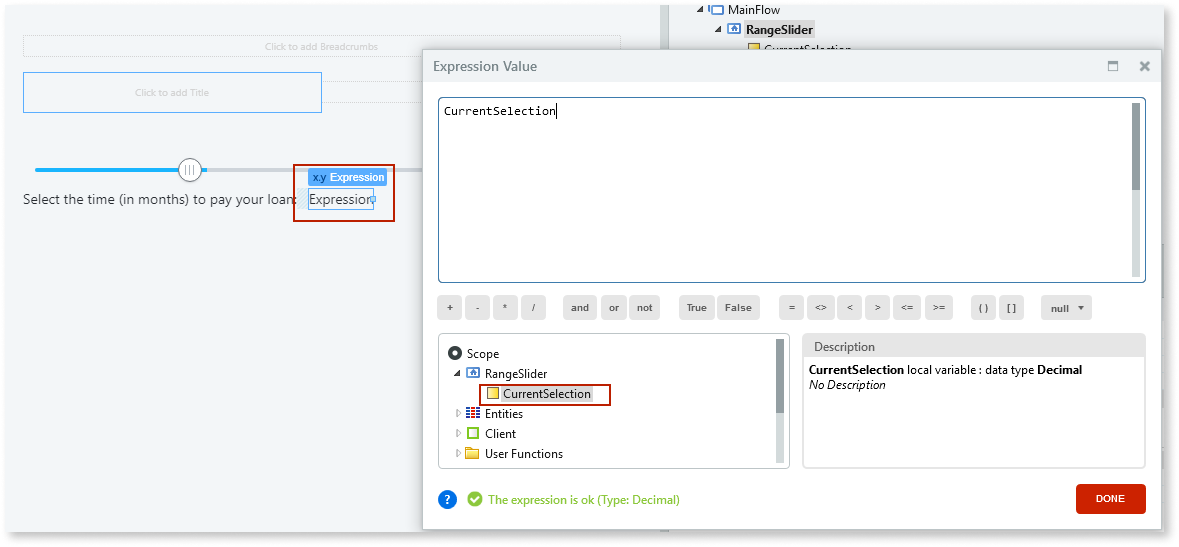 MainFlow
RangeSlider
CurrentSelection
Click to add Breadcrumbs
Click to add Title
x.y Expression
Select the time (in months) to pay your loan: Expression
Expression Value
CurrentSelection
+ - * / and or not True False = <> < > <= >= ( ) [ ] null
Scope
RangeSlider
CurrentSelection
Entities
Client
User Functions
Description
CurrentSelection local variable : data type Decimal
No Description
? The expression is ok (Type: Decimal)
DONE